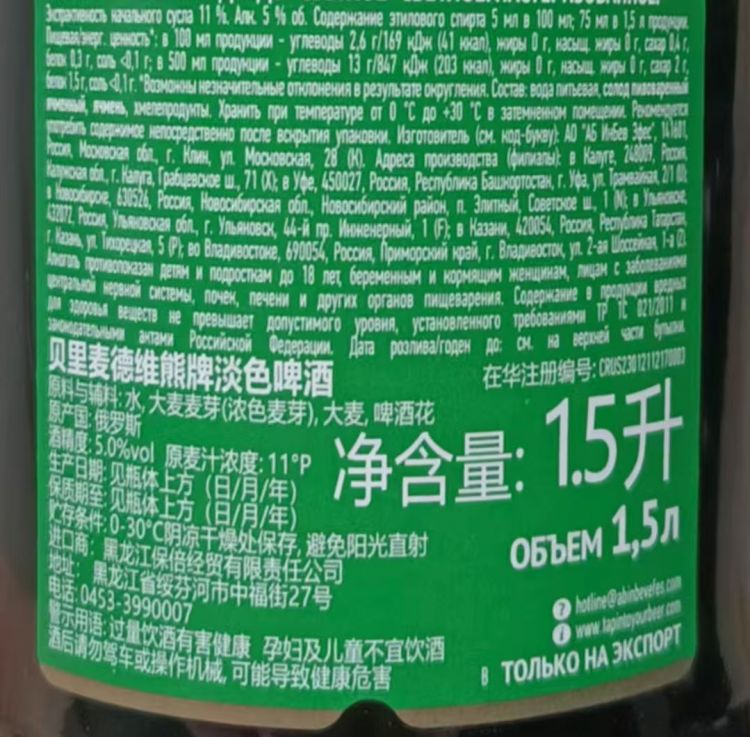 Экстрактивность начального сусла 11 %. Алк. 5 % об. Содержание этилового спирта 5 мл в 100 мл; 75 мл в 1,5 л продукции.
Пищевая/энерг. ценность*: в 100 мл продукции - углеводы 2,6 г/169 кДж (41 ккал), жиры 0 г, насыщ. жиры 0 г, сахар 0,4 г,
белок 0,3 г, соль <0,1 г; в 500 мл продукции - углеводы 13 г/847 кДж (203 ккал), жиры 0 г, насыщ. жиры 0 г, сахар 2 г,
белок 1,5 г, соль <0,1 г. *Возможны незначительные отклонения в результате округления. Состав: вода питьевая, солод пивоваренный
ячменный, ячмень, хмелепродукты. Хранить при температуре от 0 °С до +30 °С в затемненном помещении. Рекомендуется
употребить содержимое непосредственно после вскрытия упаковки. Изготовитель (см. код-букву): АО "АБ ИнБев Эфес", 141601,
Россия, Московская обл., г. Клин, ул. Московская, 28 (К). Адреса производства (филиалы): в Калуге, 248009, Россия,
Калужская обл., г. Калуга, Грабцевское ш., 71 (X); в Уфе, 450027, Россия, Республика Башкортостан, г. Уфа, ул. Трамвайная, 2/1 (Ю);
в Новосибирске, 630526, Россия, Новосибирская обл., Новосибирский район, п. Элитный, Советское ш., 1 (N); в Ульяновске,
432072, Россия, Ульяновская обл., г. Ульяновск, 44-й пр. Инженерный, 1 (F); в Казани, 420054, Россия, Республика Татарстан,
г. Казань, ул. Тихорецкая, 5 (P); во Владивостоке, 690054, Россия, Приморский край, г. Владивосток, ул. 2-ая Шоссейная, 1-а (Z).
Алкоголь противопоказан детям и подросткам до 18 лет, беременным и кормящим женщинам, лицам с заболеваниями
центральной нервной системы, почек, печени и других органов пищеварения. Содержание в продукции вредных
для здоровья веществ не превышает допустимого уровня, установленного требованиями ТР ТС 021/2011 и
законодательными актами Российской Федерации. Дата розлива/годен до: см. на верхней части бутылки.
贝里麦德维熊牌淡色啤酒
在华注册编号: CRUS23012112170003
原料与辅料: 水, 大麦麦芽(浓色麦芽), 大麦, 啤酒花
原产国: 俄罗斯
酒精度: 5.0%vol 原麦汁浓度: 11°P
生产日期: 见瓶体上方 (日/月/年)
保质期至: 见瓶体上方 (日/月/年)
贮存条件: 0-30°C阴凉干燥处保存, 避免阳光直射
进口商: 黑龙江保倍经贸有限责任公司
地址: 黑龙江省绥芬河市中福街27号
电话: 0453-3990007
警示用语: 过量饮酒有害健康 孕妇及儿童不宜饮酒
酒后请勿驾车或操作机械, 可能导致健康危害
净含量: 1.5升
ОБЪЕМ 1,5л
? hotline@abinbevefes.com
i www.tapintoyourbeer.com
В ТОЛЬКО НА ЭКСПОРТ